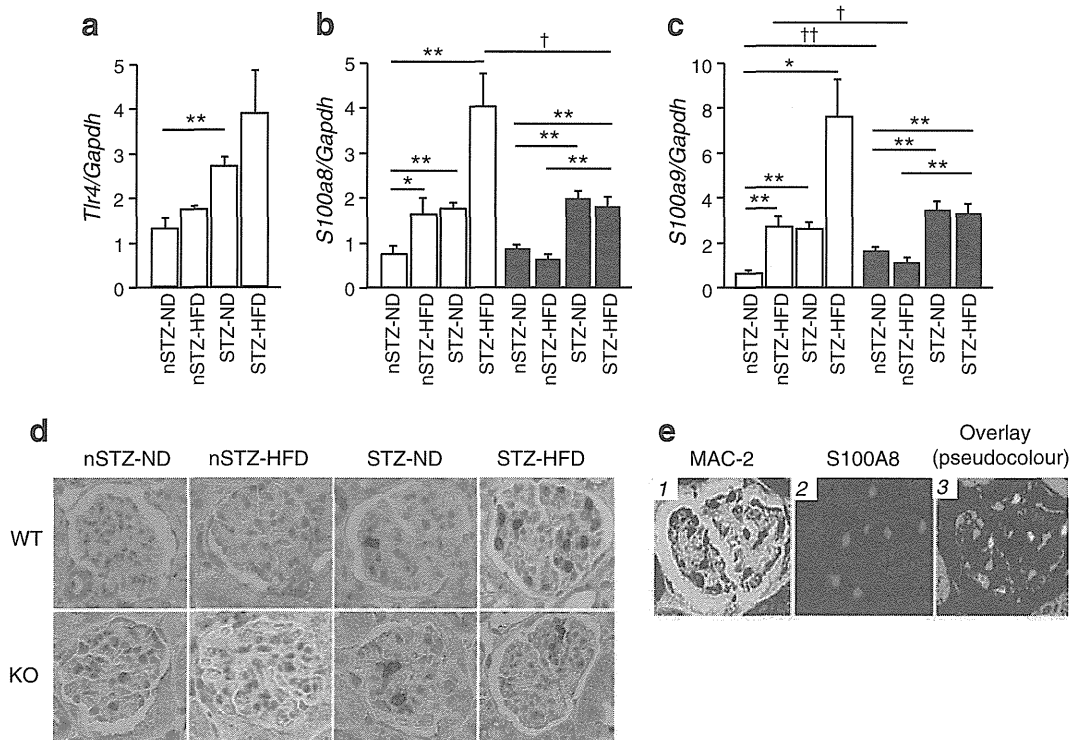 a
Tlr4/Gapdh
5
4
3
2
1
0
**
nSTZ-ND
nSTZ-HFD
STZ-ND
STZ-HFD
b
S100a8/Gapdh
5
4
3
2
1
0
**
†
**
*
**
**
**
nSTZ-ND
nSTZ-HFD
STZ-ND
STZ-HFD
nSTZ-ND
nSTZ-HFD
STZ-ND
STZ-HFD
c
S100a9/Gapdh
10
8
6
4
2
0
†
††
*
**
**
**
**
**
nSTZ-ND
nSTZ-HFD
STZ-ND
STZ-HFD
nSTZ-ND
nSTZ-HFD
STZ-ND
STZ-HFD
d
nSTZ-ND nSTZ-HFD STZ-ND STZ-HFD
WT
KO
e
MAC-2 S100A8 Overlay
(pseudocolour)
1 2 3